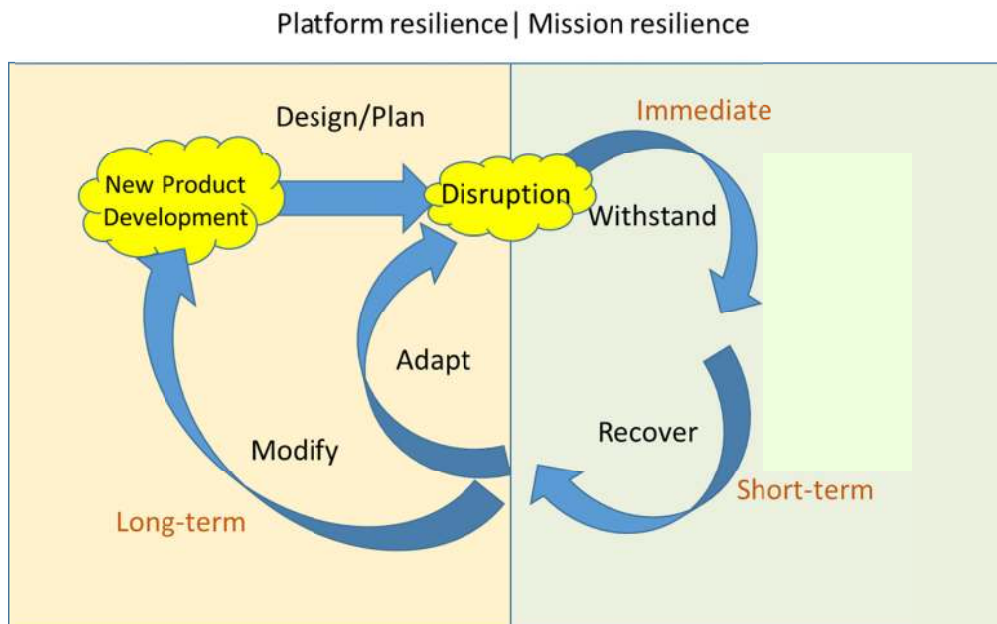 Platform resilience| Mission resilience
Design/Plan
Immediate
New Product
Development
Disruption
Withstand
Adapt
Recover
Modify
Short-term
Long-term